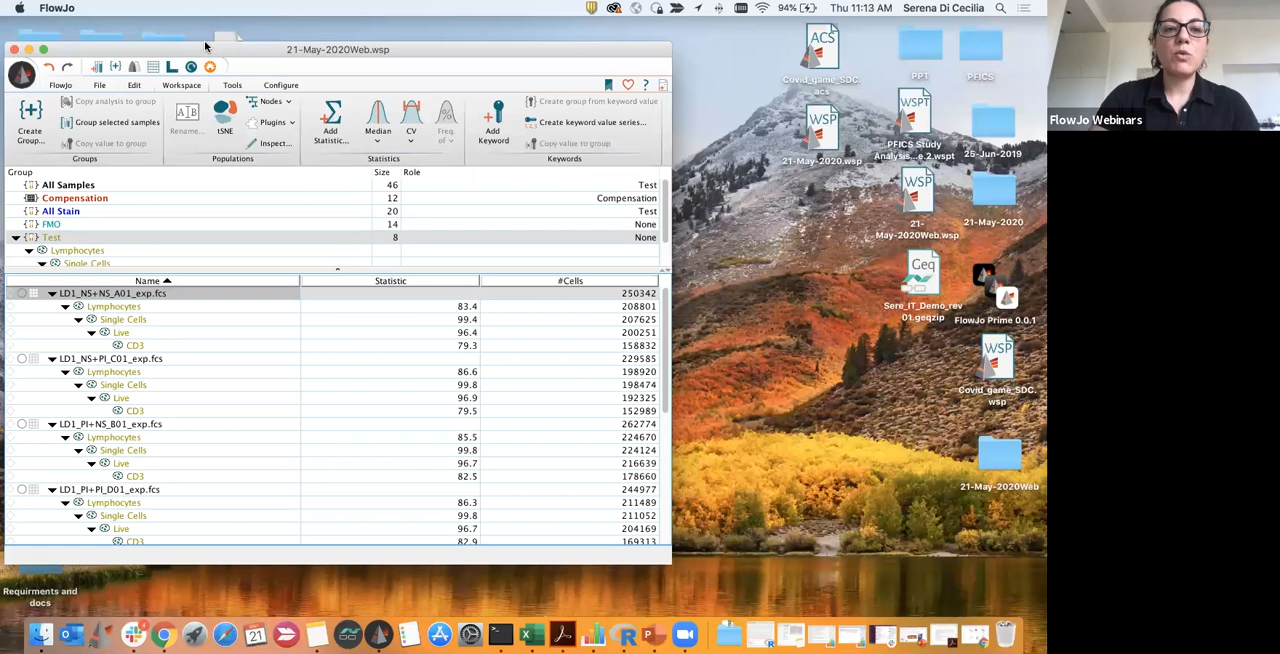 FlowJo
94%
Thu 11:13 AM
Serena Di Cecilia
21-May-2020Web.wsp
FlowJo
File
Edit
Workspace
Tools
Configure
Create Group...
Copy analysis to group
Group selected samples
Copy value to group
Groups
Rename...
tSNE
Nodes
Plugins
Inspect...
Populations
Σ
Add Statistic...
Median
CV
Freq. of
Statistics
Add Keyword
Create group from keyword value
Create keyword value series...
Copy value to group
Keywords
Group Size Role
All Samples 46 Test
Compensation 12 Compensation
All Stain 20 Test
FMO 14 None
Test 8 None
Lymphocytes
Single Cells
Name Statistic #Cells
LD1_NS+NS_A01_exp.fcs 250342
Lymphocytes 83.4 208801
Single Cells 99.4 207625
Live 96.4 200251
CD3 79.3 158832
LD1_NS+PI_C01_exp.fcs 229585
Lymphocytes 86.6 198920
Single Cells 99.8 198474
Live 96.9 192325
CD3 79.5 152989
LD1_PI+NS_B01_exp.fcs 262774
Lymphocytes 85.5 224670
Single Cells 99.8 224124
Live 96.7 216639
CD3 82.5 178660
LD1_PI+PI_D01_exp.fcs 244977
Lymphocytes 86.3 211489
Single Cells 99.8 211052
Live 96.7 204169
CD3 82.9 169313
ACS
Covid_game_SDC.
acs
PPT
PFICS
WSP
21-May-2020.wsp
WSPT
PFICS Study
Analysis...e.2.wspt
25-Jun-2019
WSP
21-
May-2020Web.wsp
21-May-2020
Geq
Sere_IT_Demo_rev
01.geqzip
FlowJo Prime 0.0.1
WSP
Covid_game_SDC.
wsp
21-May-2020Web
Requirments and
docs
MAY
21
FlowJo Webinars